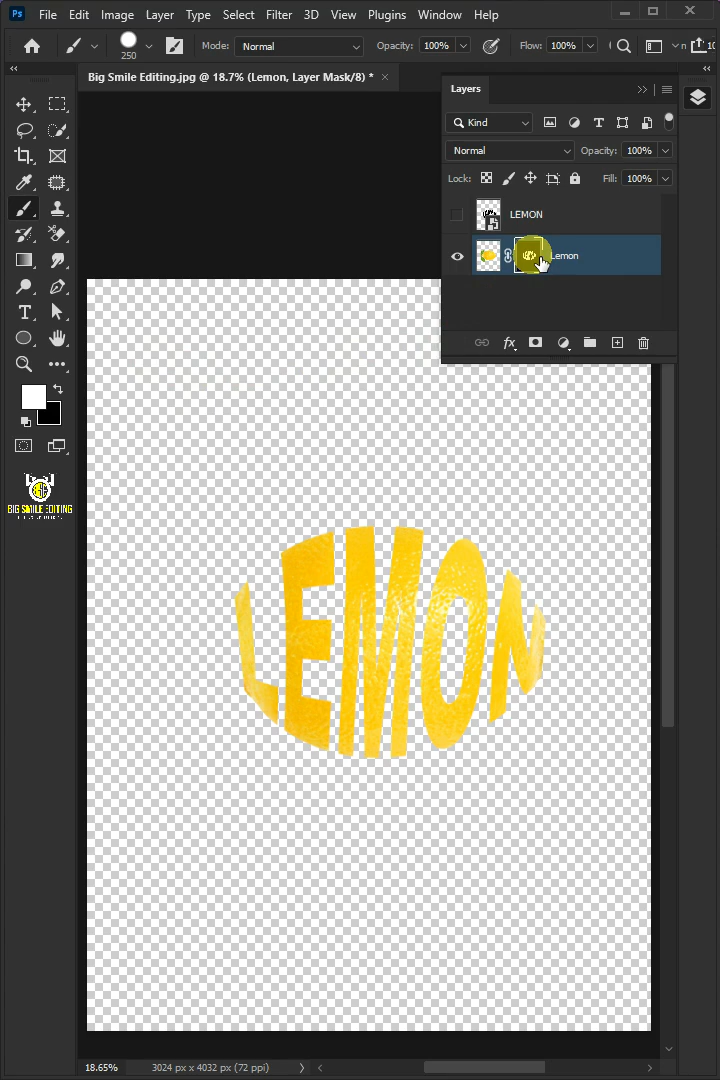 Ps File Edit Image Layer Type Select Filter 3D View Plugins Window Help
250 Mode: Normal Opacity: 100% Flow: 100%
Big Smile Editing.jpg @ 18.7% (Lemon, Layer Mask/8) *
Layers
Kind
Normal Opacity: 100%
Lock: Fill: 100%
LEMON
Lemon
fx
BIG SMILE EDITING
LEMON
18.65% 3024 px x 4032 px (72 ppi)